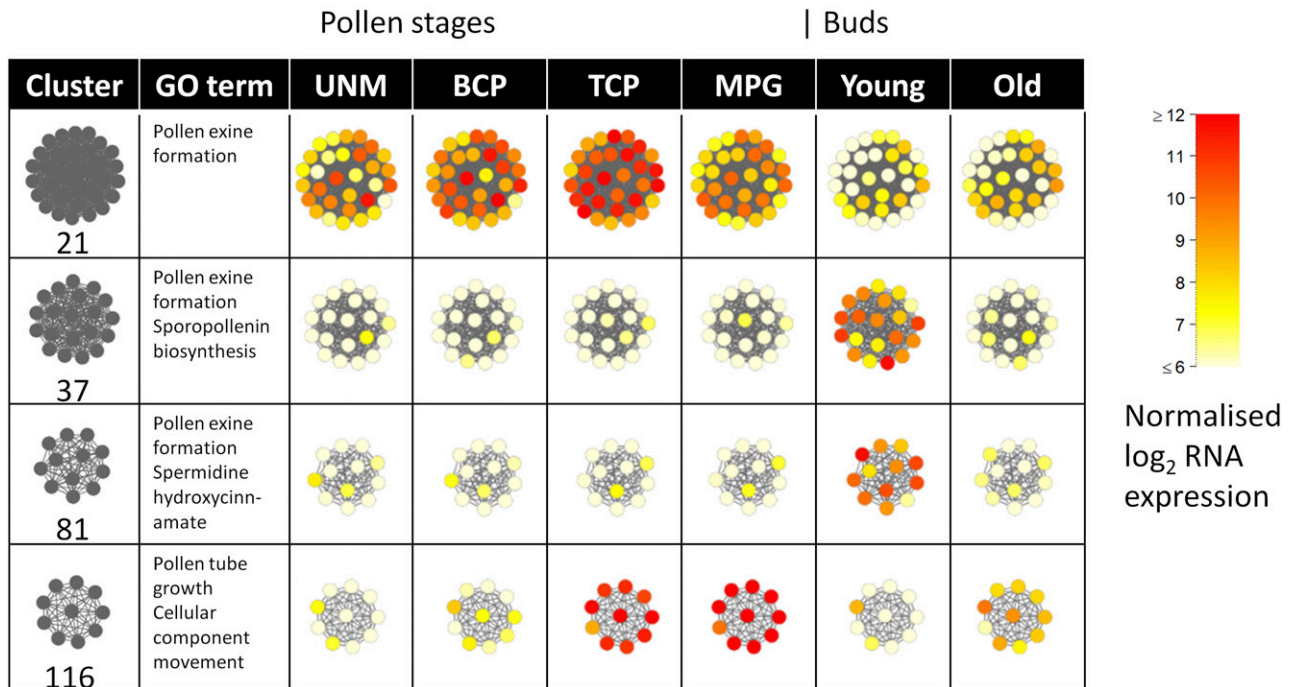 Pollen stages | Buds
Cluster GO term UNM BCP TCP MPG Young Old
Pollen exine
formation
21
Pollen exine
formation
Sporopollenin
biosynthesis
37
Pollen exine
formation
Spermidine
hydroxycinn-
amate
81
Pollen tube
growth
Cellular
component
movement
116
≥ 12
11
10
9
8
7
≤ 6
Normalised
log₂ RNA
expression